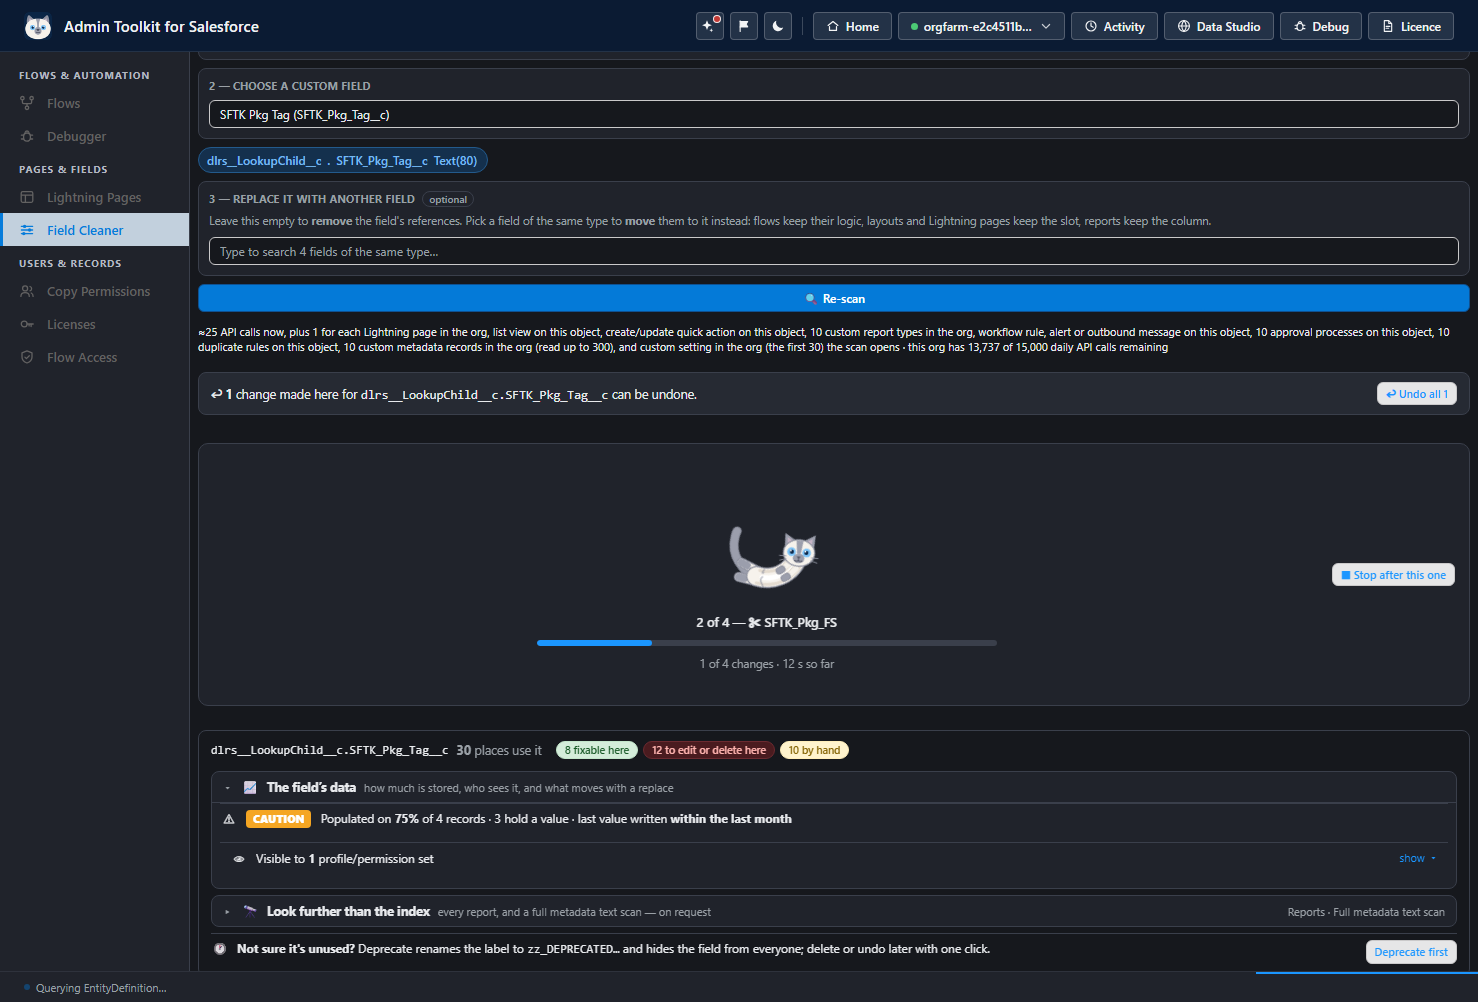 Admin Toolkit for Salesforce
Home
orgfarm-e2c4511b...
Activity
Data Studio
Debug
Licence
FLOWS & AUTOMATION
Flows
Debugger
PAGES & FIELDS
Lightning Pages
Field Cleaner
USERS & RECORDS
Copy Permissions
Licenses
Flow Access
2 — CHOOSE A CUSTOM FIELD
SFTK Pkg Tag (SFTK_Pkg_Tag__c)
dlrs__LookupChild__c . SFTK_Pkg_Tag__c Text(80)
3 — REPLACE IT WITH ANOTHER FIELD optional
Leave this empty to remove the field's references. Pick a field of the same type to move them to it instead: flows keep their logic, layouts and Lightning pages keep the slot, reports keep the column.
Type to search 4 fields of the same type...
Re-scan
≈25 API calls now, plus 1 for each Lightning page in the org, list view on this object, create/update quick action on this object, 10 custom report types in the org, workflow rule, alert or outbound message on this object, 10 approval processes on this object, 10
duplicate rules on this object, 10 custom metadata records in the org (read up to 300), and custom setting in the org (the first 30) the scan opens · this org has 13,737 of 15,000 daily API calls remaining
1 change made here for dlrs__LookupChild__c.SFTK_Pkg_Tag__c can be undone.
Undo all 1
Stop after this one
2 of 4 — SFTK_Pkg_FS
1 of 4 changes · 12 s so far
dlrs__LookupChild__c.SFTK_Pkg_Tag__c 30 places use it 8 fixable here 12 to edit or delete here 10 by hand
The field's data how much is stored, who sees it, and what moves with a replace
CAUTION Populated on 75% of 4 records · 3 hold a value · last value written within the last month
Visible to 1 profile/permission set
show
Look further than the index every report, and a full metadata text scan — on request
Reports · Full metadata text scan
Not sure it's unused? Deprecate renames the label to zz_DEPRECATED… and hides the field from everyone; delete or undo later with one click.
Deprecate first
Querying EntityDefinition...